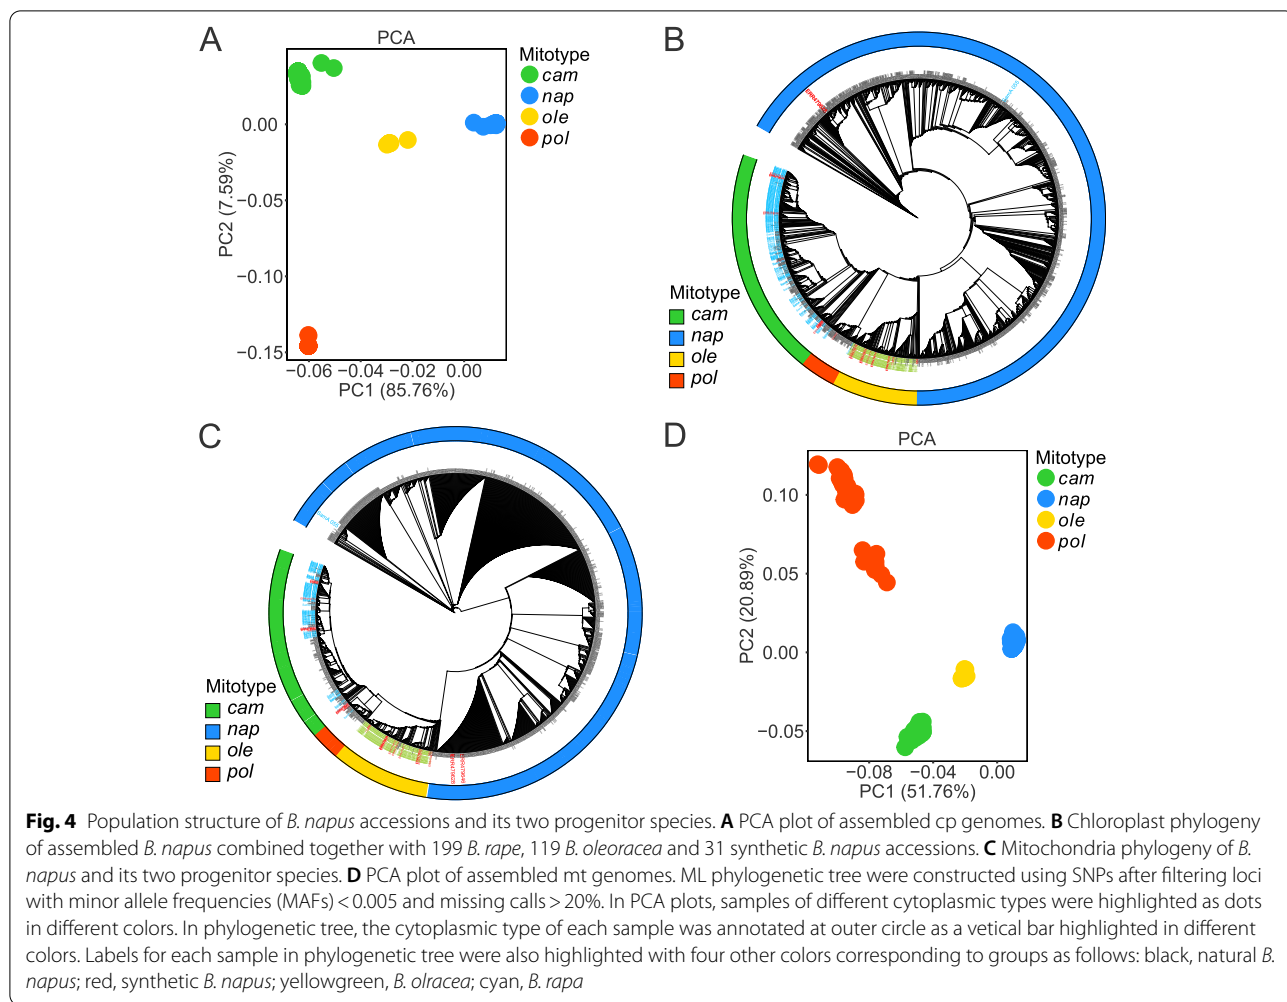 A
PCA
Mitotype
cam
nap
ole
pol
0.00
−0.05
−0.10
−0.15
PC2 (7.59%)
−0.06 −0.04 −0.02 0.00
PC1 (85.76%)
B
Mitotype
cam
nap
ole
pol
C
Mitotype
cam
nap
ole
pol
D
PCA
Mitotype
cam
nap
ole
pol
0.10
0.05
0.00
−0.05
PC2 (20.89%)
−0.08 −0.04 0.00
PC1 (51.76%)
Fig. 4 Population structure of B. napus accessions and its two progenitor species. A PCA plot of assembled cp genomes. B Chloroplast phylogeny
of assembled B. napus combined together with 199 B. rape, 119 B. oleoracea and 31 synthetic B. napus accessions. C Mitochondria phylogeny of B.
napus and its two progenitor species. D PCA plot of assembled mt genomes. ML phylogenetic tree were constructed using SNPs after filtering loci
with minor allele frequencies (MAFs) < 0.005 and missing calls > 20%. In PCA plots, samples of different cytoplasmic types were highlighted as dots
in different colors. In phylogenetic tree, the cytoplasmic type of each sample was annotated at outer circle as a vetical bar highlighted in different
colors. Labels for each sample in phylogenetic tree were also highlighted with four other colors corresponding to groups as follows: black, natural B.
napus; red, synthetic B. napus; yellowgreen, B. olracea; cyan, B. rapa